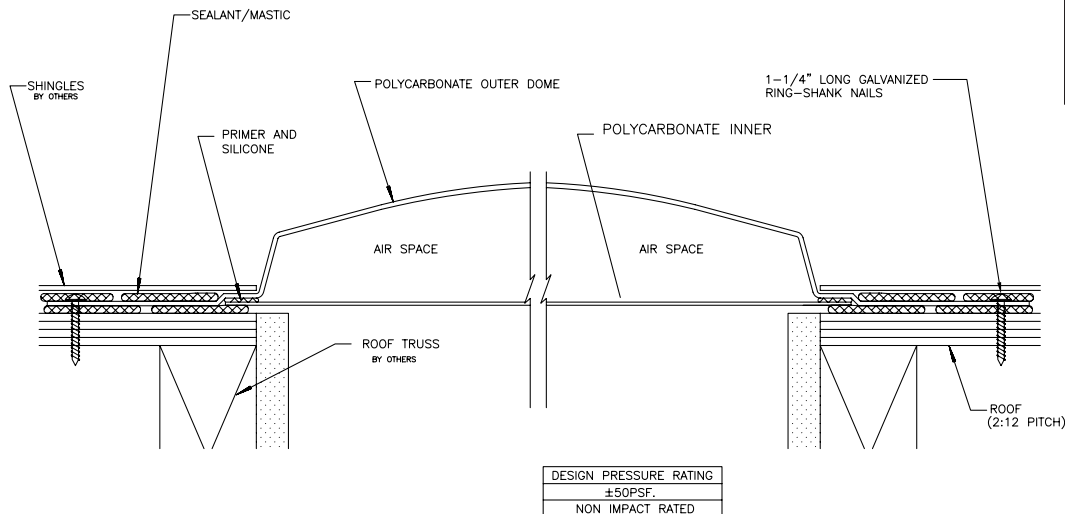 SEALANT/MASTIC
SHINGLES
BY OTHERS
POLYCARBONATE OUTER DOME
1-1/4" LONG GALVANIZED
RING-SHANK NAILS
PRIMER AND
SILICONE
POLYCARBONATE INNER
AIR SPACE
AIR SPACE
ROOF TRUSS
BY OTHERS
ROOF
(2:12 PITCH)
DESIGN PRESSURE RATING
±50PSF.
NON IMPACT RATED